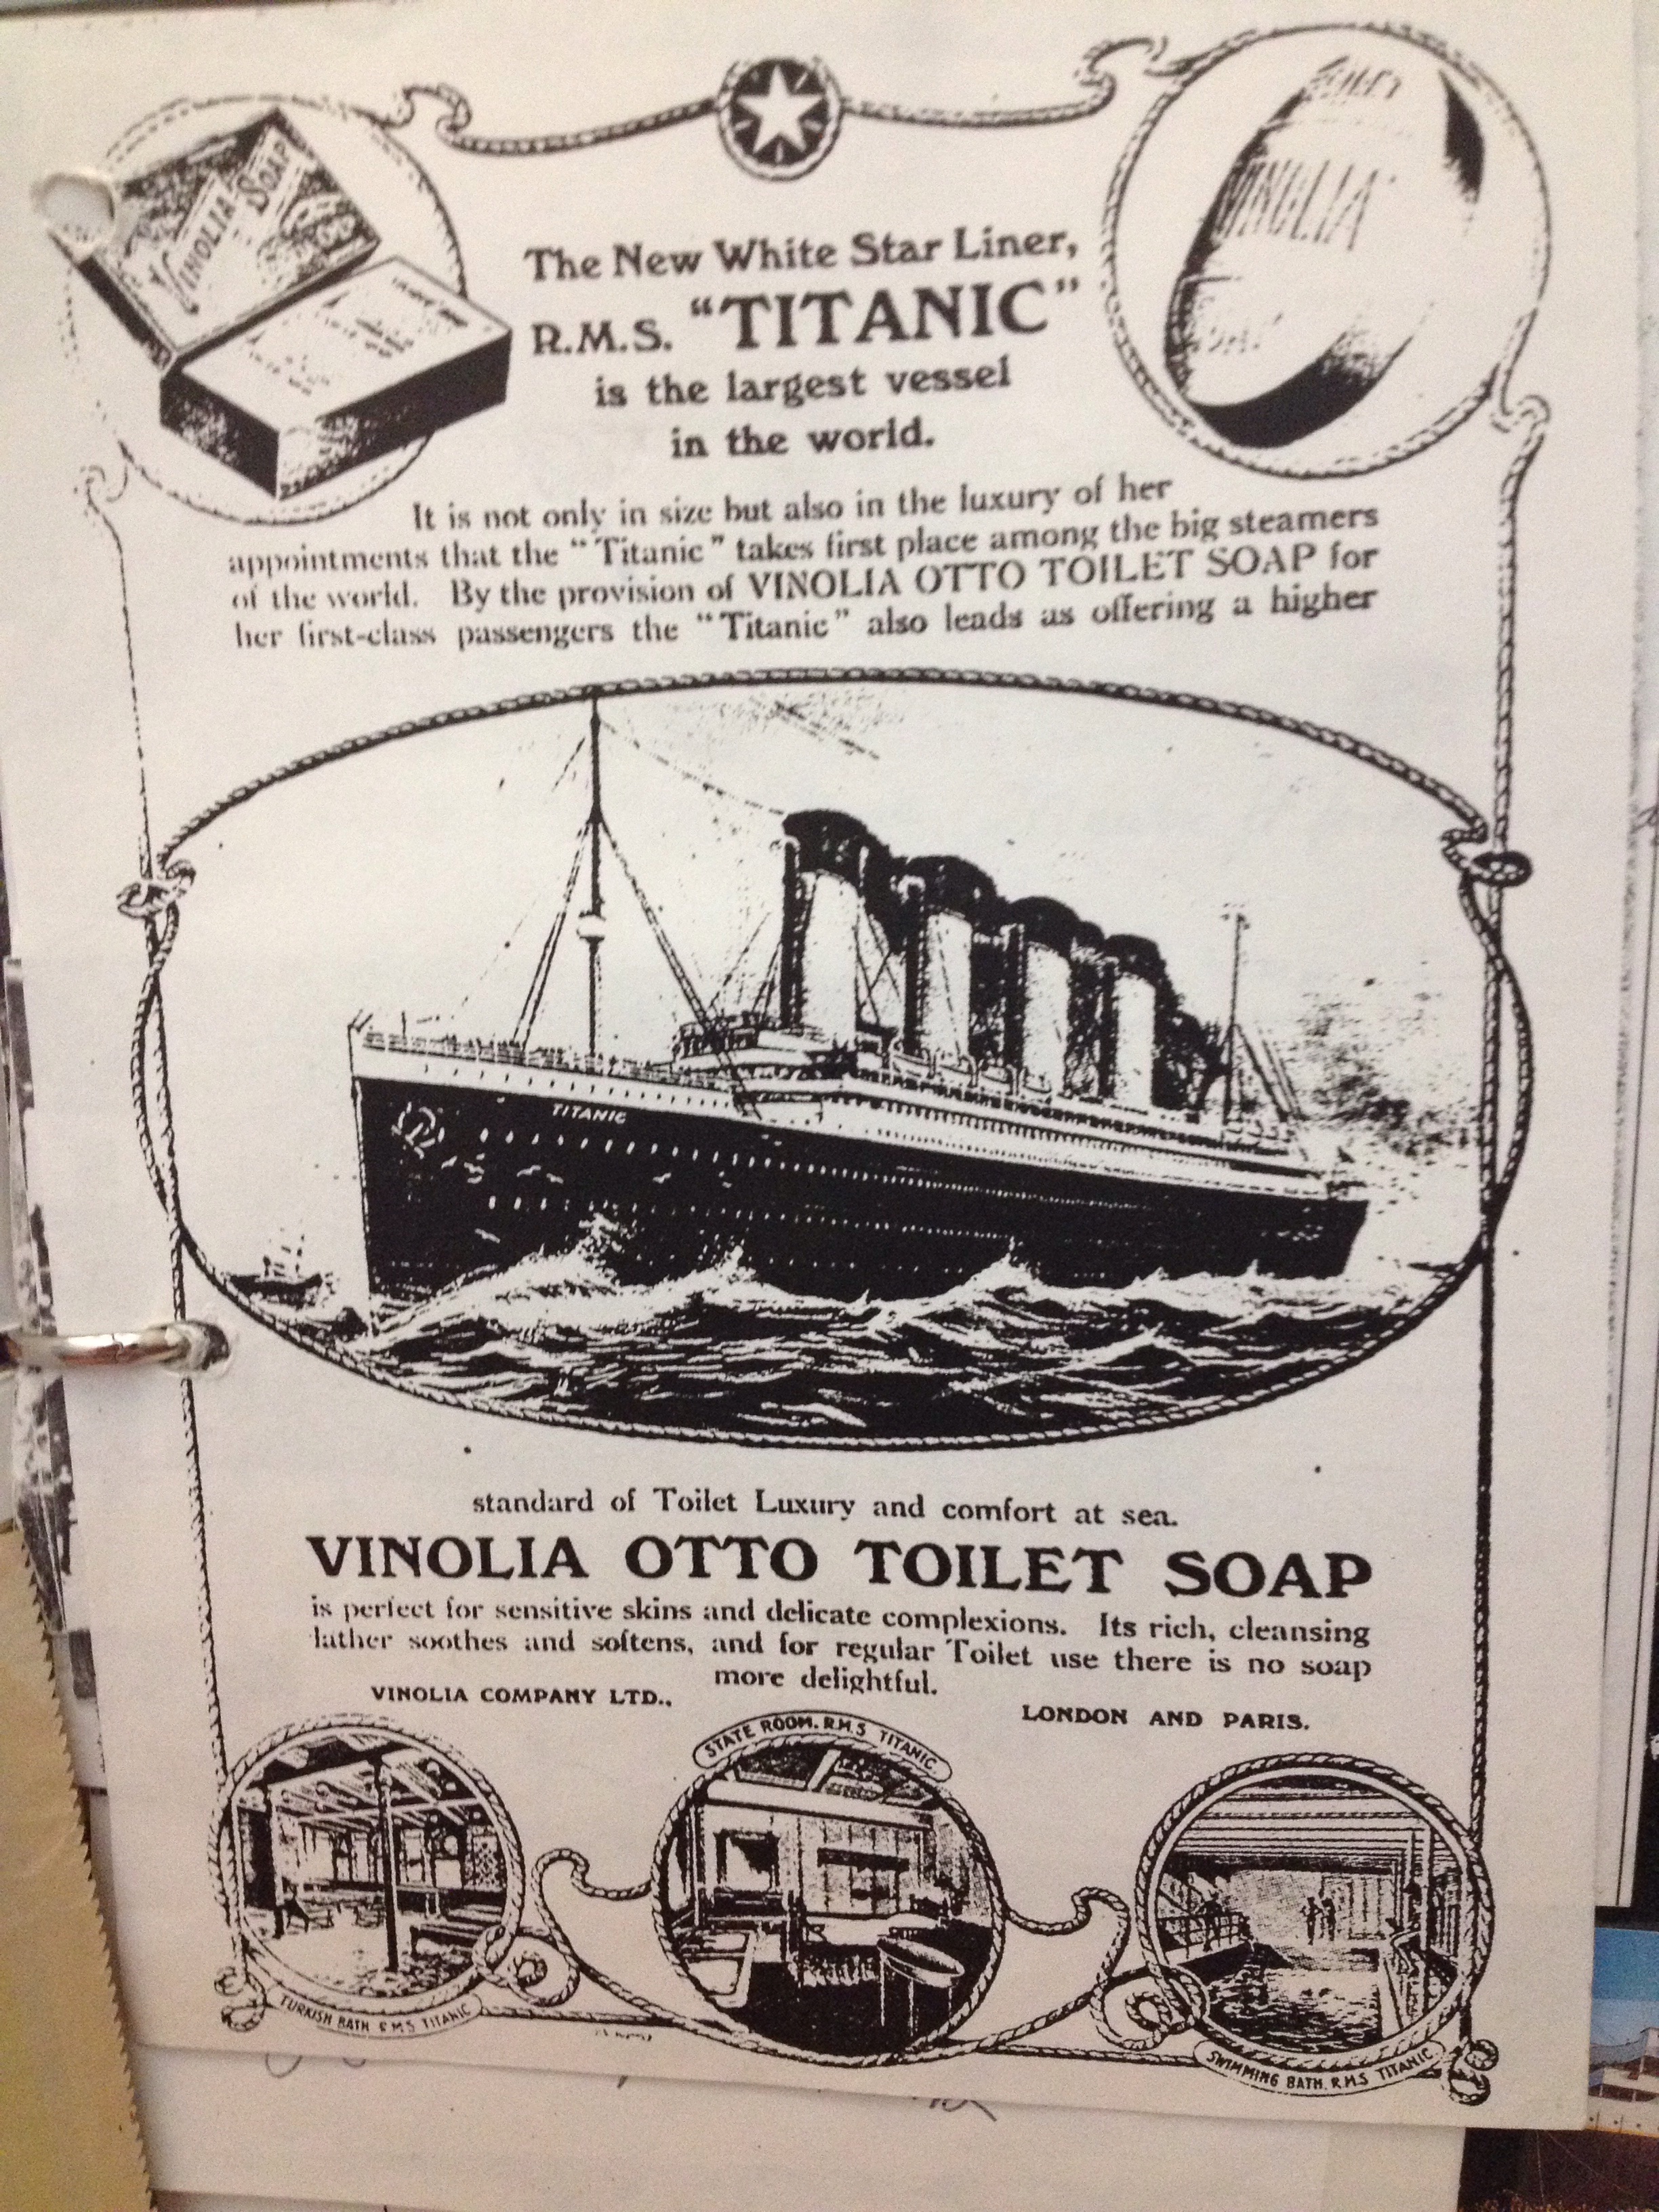 VINOLIA SOAP
VINOLIA
The New White Star Liner,
R.M.S. "TITANIC"
is the largest vessel
in the world.
It is not only in size but also in the luxury of her
appointments that the "Titanic" takes first place among the big steamers
of the world. By the provision of VINOLIA OTTO TOILET SOAP for
her first-class passengers the "Titanic" also leads as offering a higher
TITANIC
standard of Toilet Luxury and comfort at sea.
VINOLIA OTTO TOILET SOAP
is perfect for sensitive skins and delicate complexions. Its rich, cleansing
lather soothes and softens, and for regular Toilet use there is no soap
more delightful.
VINOLIA COMPANY LTD., LONDON AND PARIS.
STATE ROOM. R.M.S TITANIC
TURKISH BATH R.M.S TITANIC
SWIMMING BATH. R.M.S TITANIC